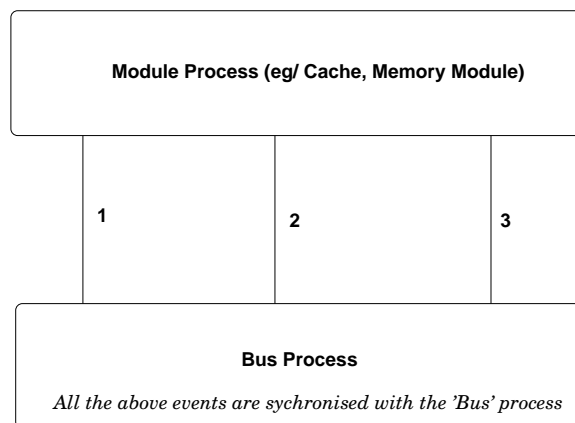 Module Process (eg/ Cache, Memory Module)
1
2
3
Bus Process
All the above events are sychronised with the 'Bus' process